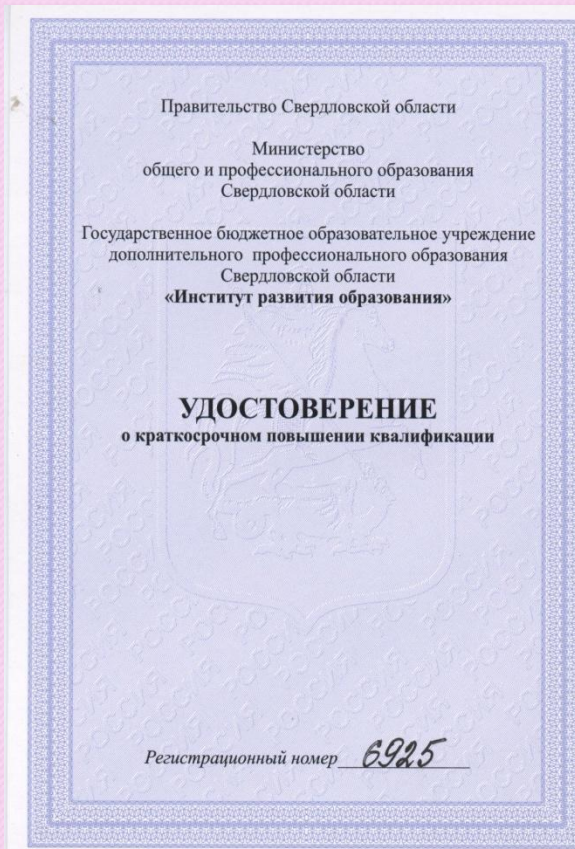 Правительство Свердловской области
Министерство
общего и профессионального образования
Свердловской области
Государственное бюджетное образовательное учреждение
дополнительного профессионального образования
Свердловской области
«Институт развития образования»
УДОСТОВЕРЕНИЕ
о краткосрочном повышении квалификации
Регистрационный номер 6925